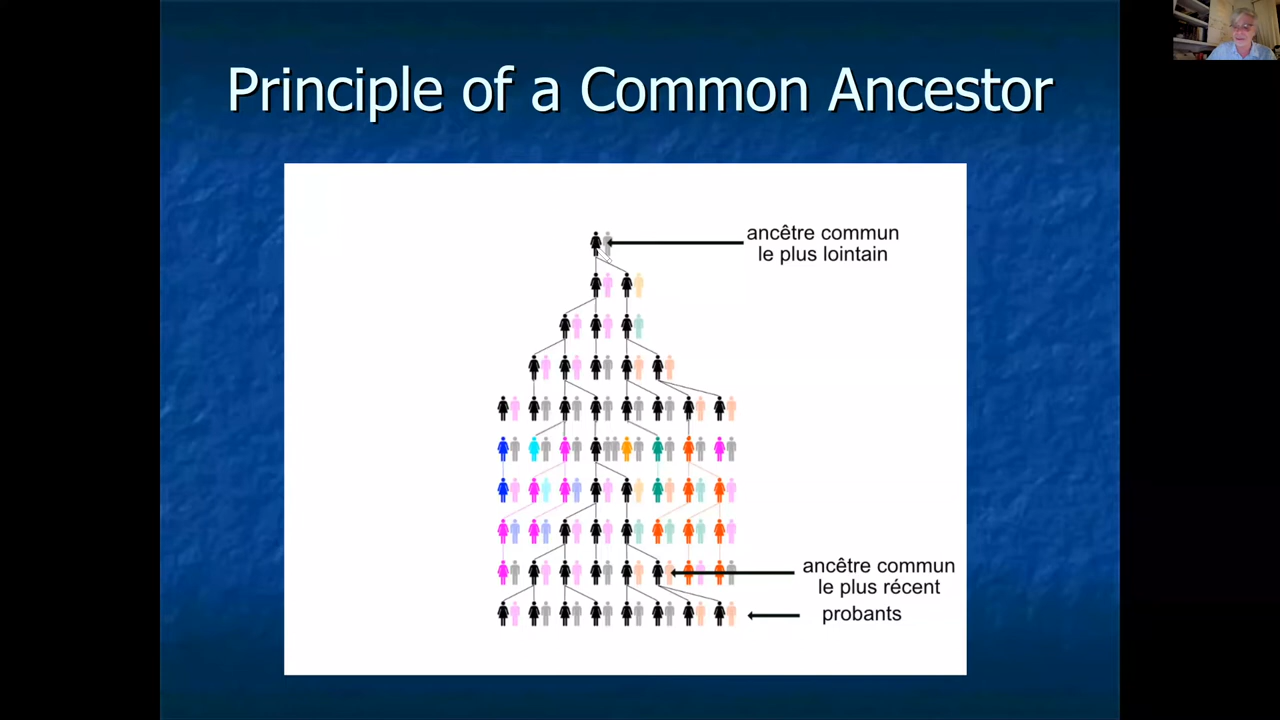 Principle of a Common Ancestor
ancêtre commun
le plus lointain
ancêtre commun
le plus récent
probants